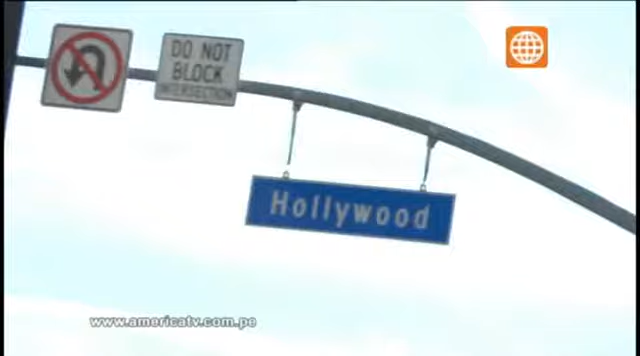 DO NOT
BLOCK
INTERSECTION
Hollywood
www.americatv.com.pe